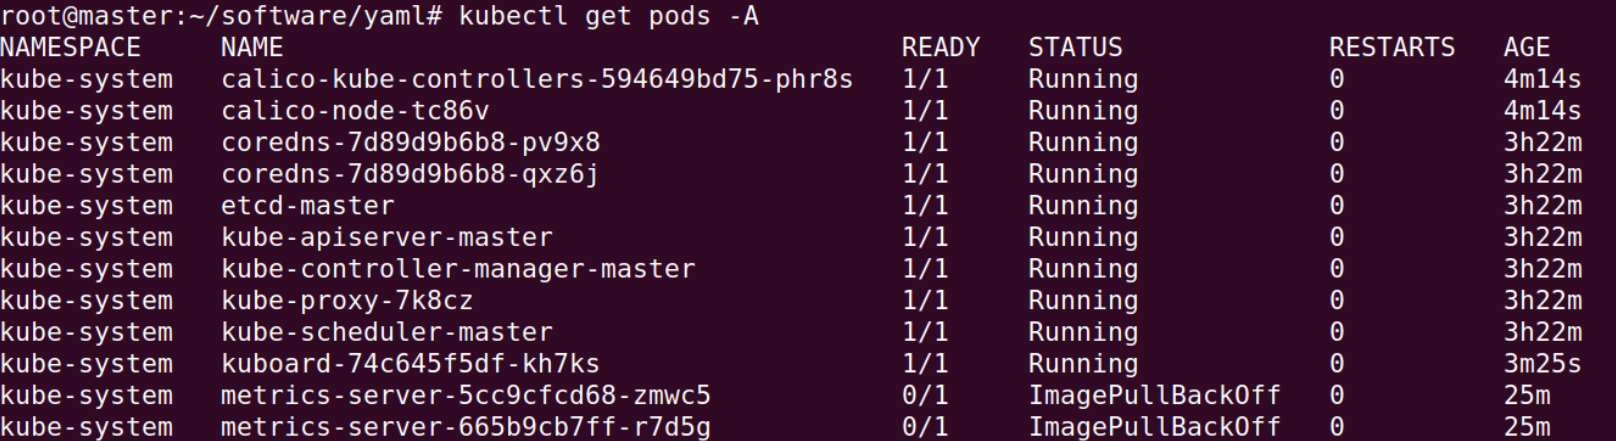 root@master:~/software/yaml# kubectl get pods -A
NAMESPACE     NAME                                       READY   STATUS             RESTARTS   AGE
kube-system   calico-kube-controllers-594649bd75-phr8s   1/1     Running            0          4m14s
kube-system   calico-node-tc86v                          1/1     Running            0          4m14s
kube-system   coredns-7d89d9b6b8-pv9x8                   1/1     Running            0          3h22m
kube-system   coredns-7d89d9b6b8-qxz6j                   1/1     Running            0          3h22m
kube-system   etcd-master                                1/1     Running            0          3h22m
kube-system   kube-apiserver-master                      1/1     Running            0          3h22m
kube-system   kube-controller-manager-master             1/1     Running            0          3h22m
kube-system   kube-proxy-7k8cz                           1/1     Running            0          3h22m
kube-system   kube-scheduler-master                      1/1     Running            0          3h22m
kube-system   kuboard-74c645f5df-kh7ks                   1/1     Running            0          3m25s
kube-system   metrics-server-5cc9cfcd68-zmwc5            0/1     ImagePullBackOff   0          25m
kube-system   metrics-server-665b9cb7ff-r7d5g            0/1     ImagePullBackOff   0          25m